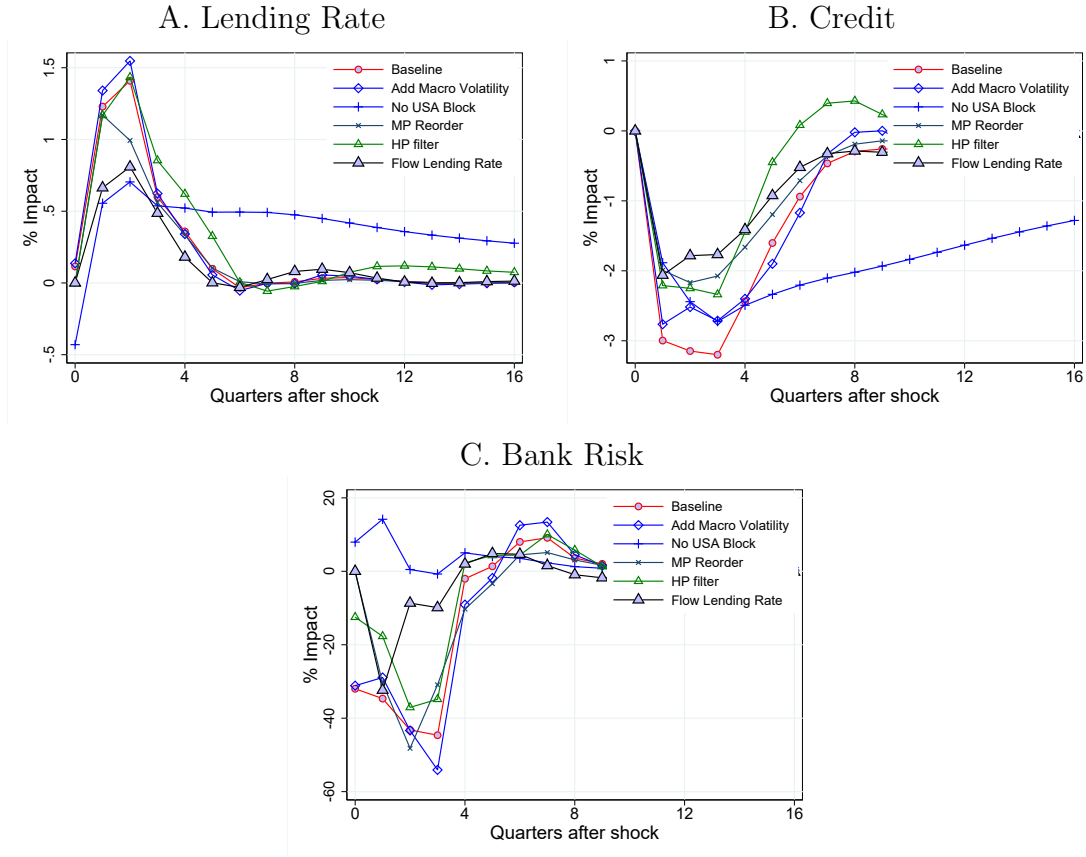 A. Lending Rate
% Impact
1.5
1
.5
0
-.5
0
4
8
12
16
Quarters after shock
Baseline
Add Macro Volatility
No USA Block
MP Reorder
HP filter
Flow Lending Rate
B. Credit
% Impact
1
0
-1
-2
-3
0
4
8
12
16
Quarters after shock
Baseline
Add Macro Volatility
No USA Block
MP Reorder
HP filter
Flow Lending Rate
C. Bank Risk
% Impact
20
0
-20
-40
-60
0
4
8
12
16
Quarters after shock
Baseline
Add Macro Volatility
No USA Block
MP Reorder
HP filter
Flow Lending Rate